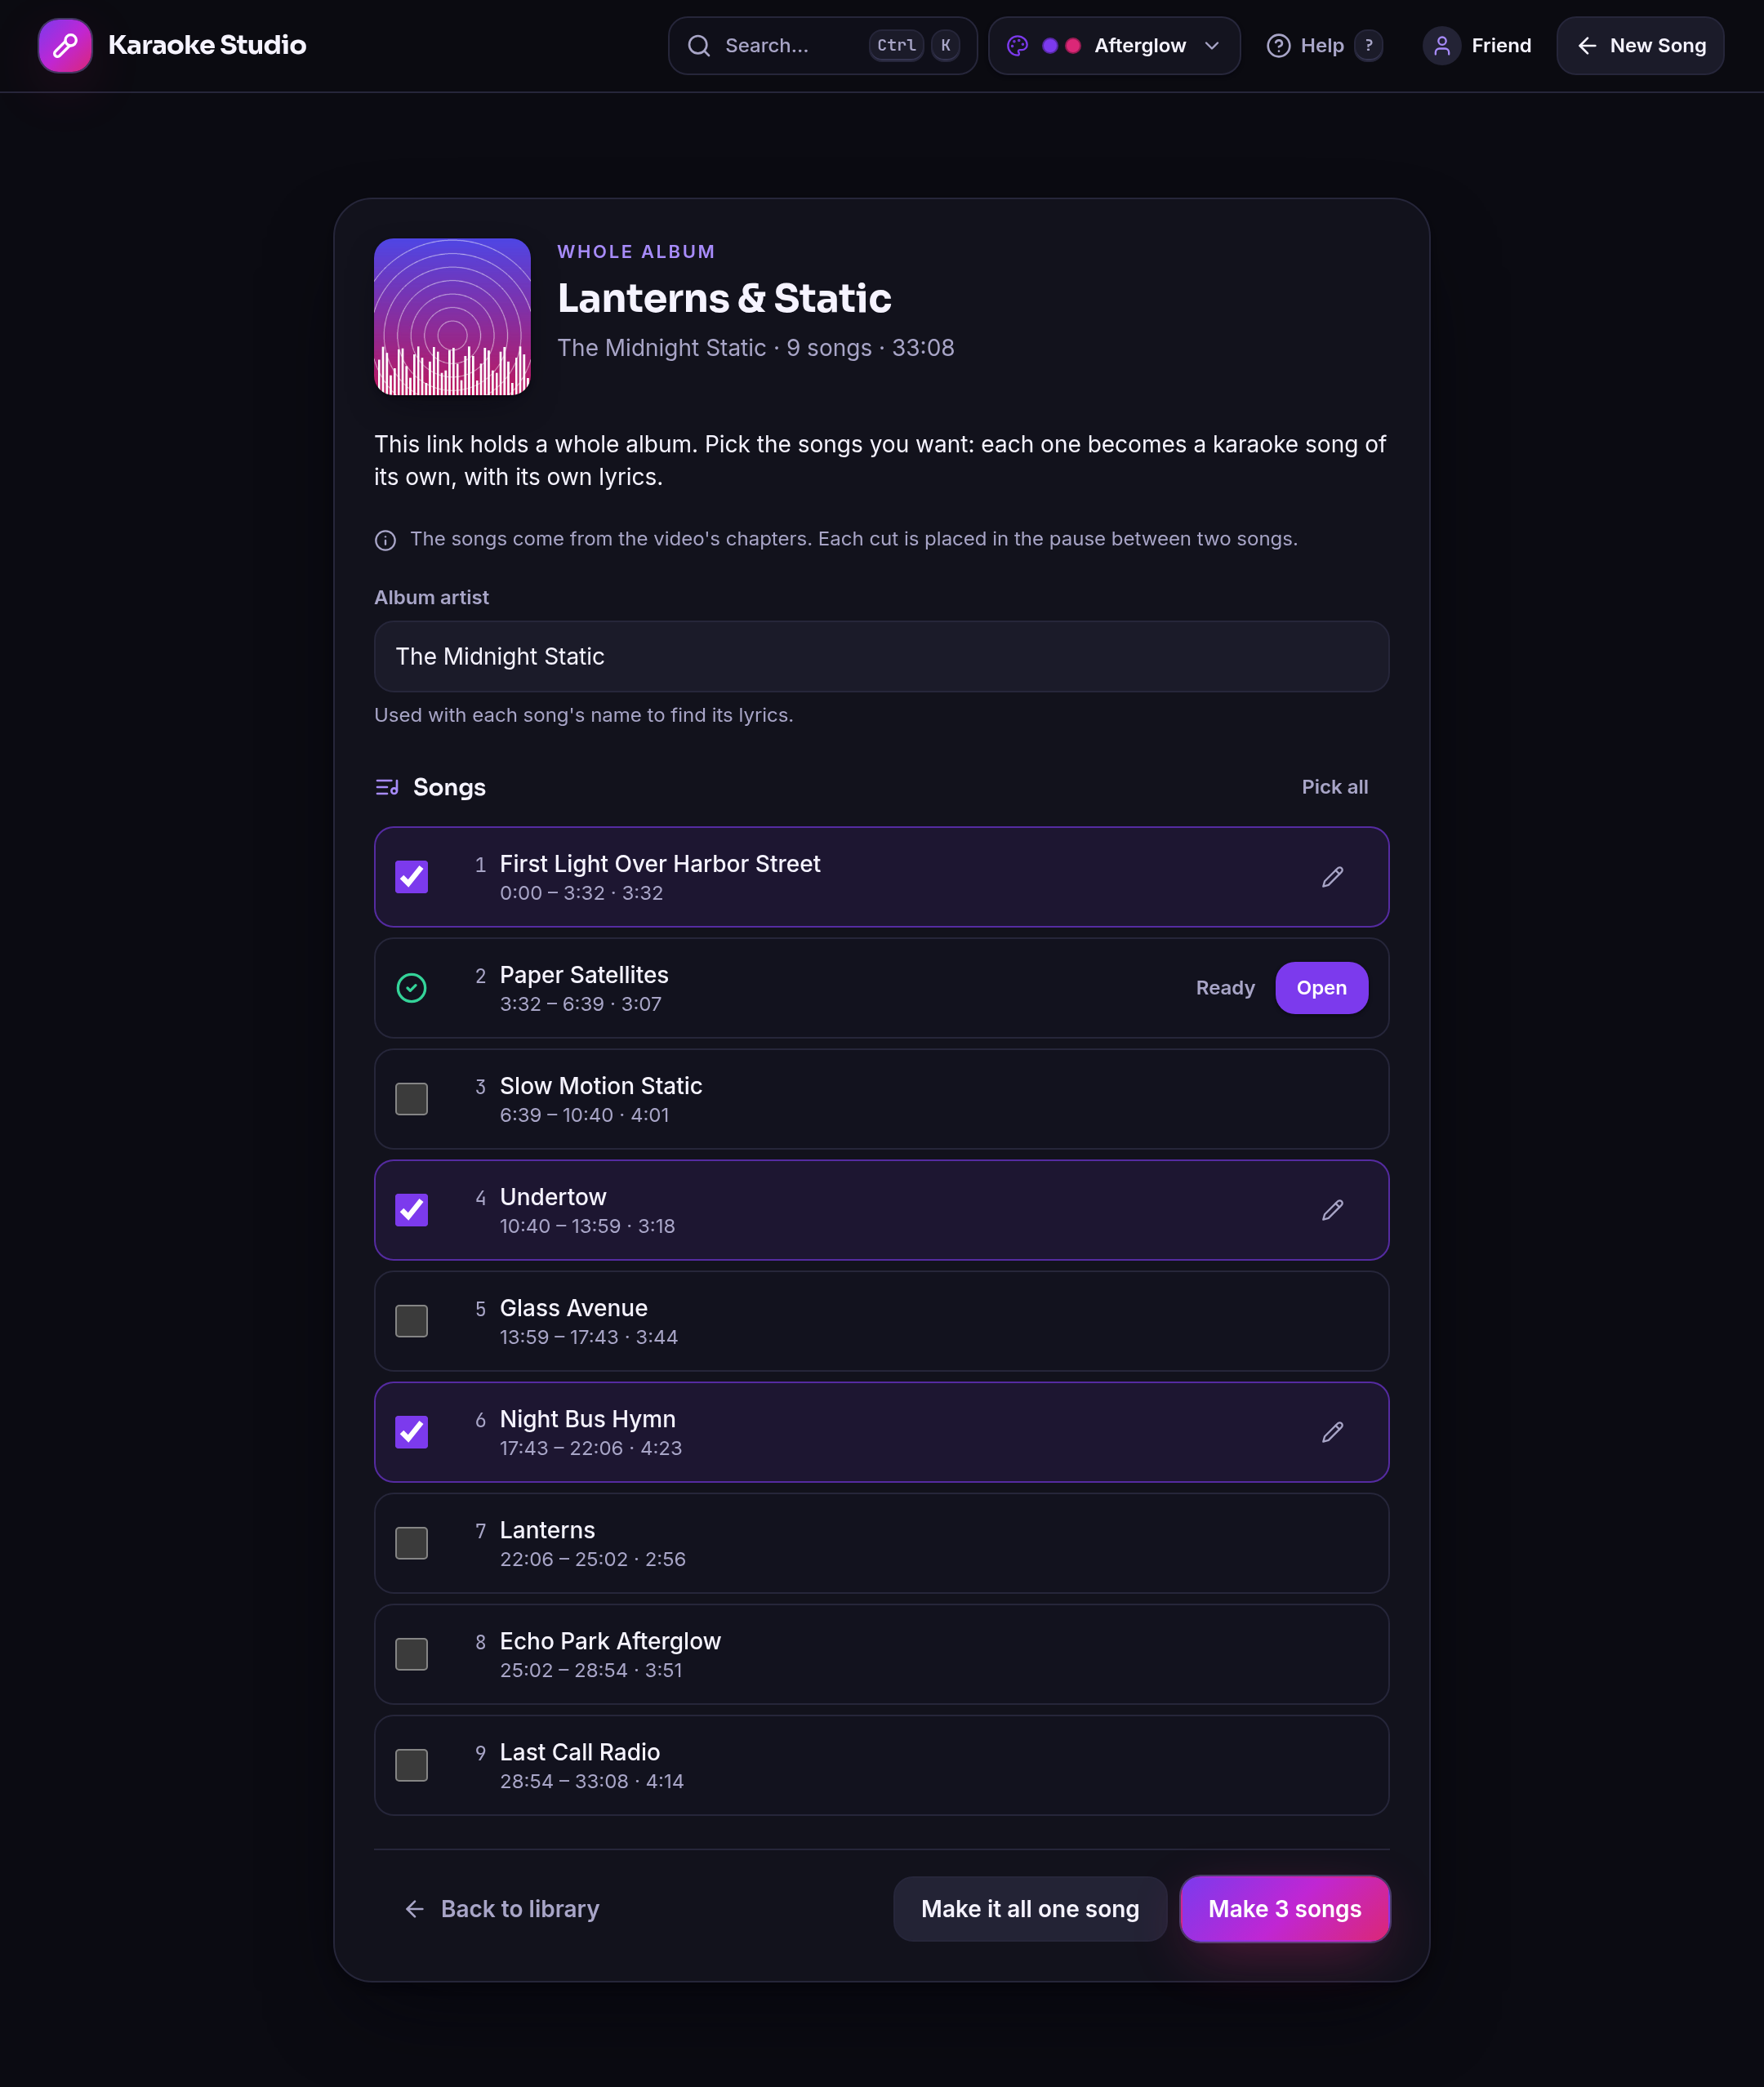 Karaoke Studio
Search...
Ctrl
K
Afterglow
Help
?
Friend
New Song
WHOLE ALBUM
Lanterns & Static
The Midnight Static · 9 songs · 33:08
This link holds a whole album. Pick the songs you want: each one becomes a karaoke song of
its own, with its own lyrics.
The songs come from the video's chapters. Each cut is placed in the pause between two songs.
Album artist
The Midnight Static
Used with each song's name to find its lyrics.
Songs
Pick all
1 First Light Over Harbor Street
0:00 – 3:32 · 3:32
2 Paper Satellites
3:32 – 6:39 · 3:07
Ready
Open
3 Slow Motion Static
6:39 – 10:40 · 4:01
4 Undertow
10:40 – 13:59 · 3:18
5 Glass Avenue
13:59 – 17:43 · 3:44
6 Night Bus Hymn
17:43 – 22:06 · 4:23
7 Lanterns
22:06 – 25:02 · 2:56
8 Echo Park Afterglow
25:02 – 28:54 · 3:51
9 Last Call Radio
28:54 – 33:08 · 4:14
Back to library
Make it all one song
Make 3 songs